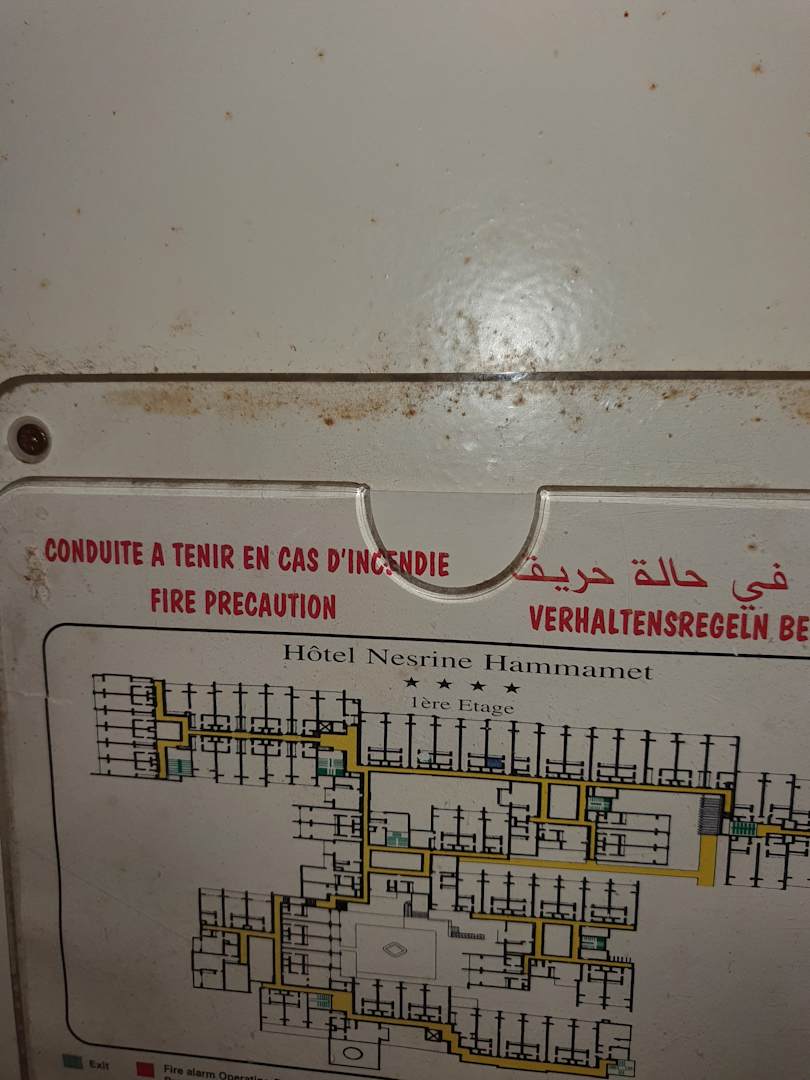 CONDUITE A TENIR EN CAS D'INCENDIE
في حالة حريق
FIRE PRECAUTION
VERHALTENSREGELN BE
Hôtel Nesrine Hammamet
★ ★ ★ ★
1ère Etage
Exit
Fire alarm